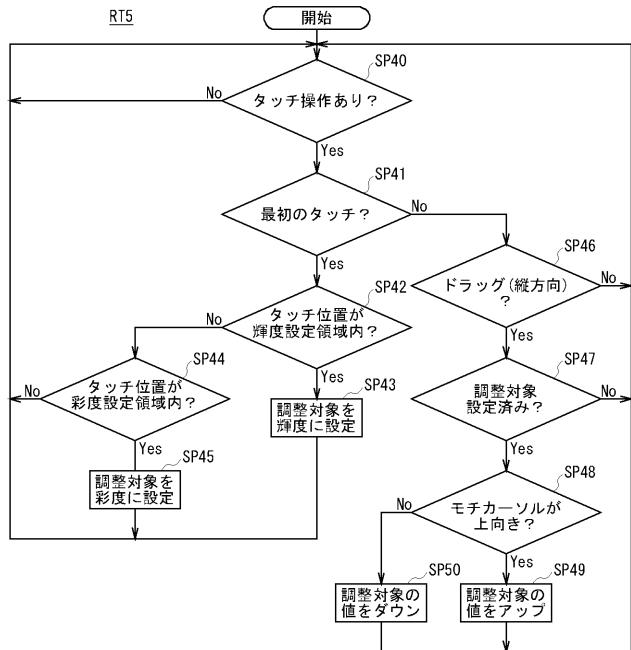 RT5
開始
SP40
タッチ操作あり?
No
Yes
SP41
最初のタッチ?
No
Yes
SP42
タッチ位置が
輝度設定領域内?
No
Yes
SP43
調整対象を
輝度に設定
SP44
タッチ位置が
彩度設定領域内?
No
Yes
SP45
調整対象を
彩度に設定
SP46
ドラッグ(縦方向)
?
No
Yes
SP47
調整対象
設定済み?
No
Yes
SP48
モチカーソルが
上向き?
No
Yes
SP50
調整対象の
値をダウン
SP49
調整対象の
値をアップ